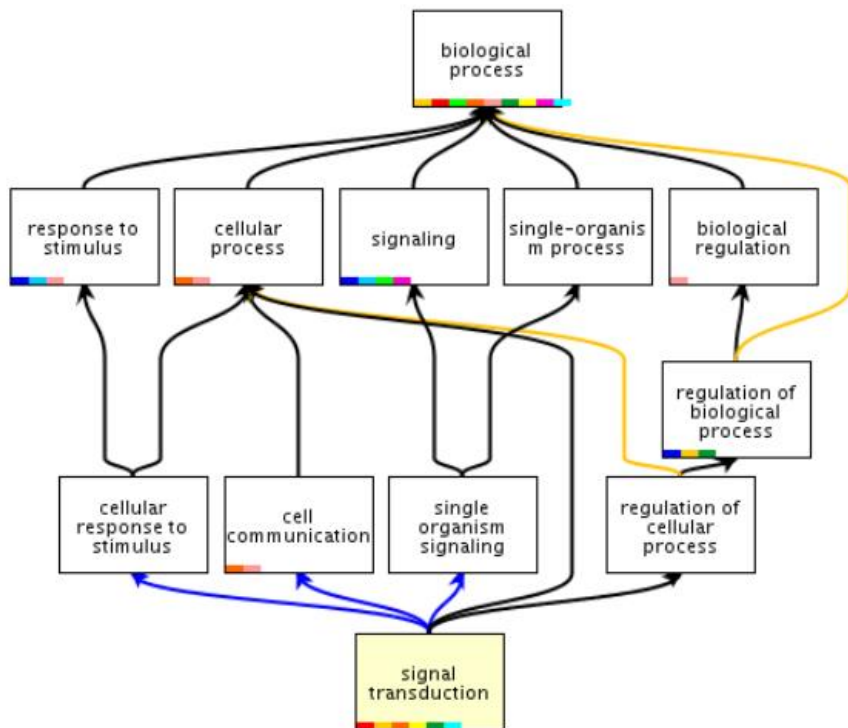 biological
process
response to
stimulus
cellular
process
signaling
single-organis
m process
biological
regulation
regulation of
biological
process
cellular
response to
stimulus
cell
communication
single
organism
signaling
regulation of
cellular
process
signal
transduction